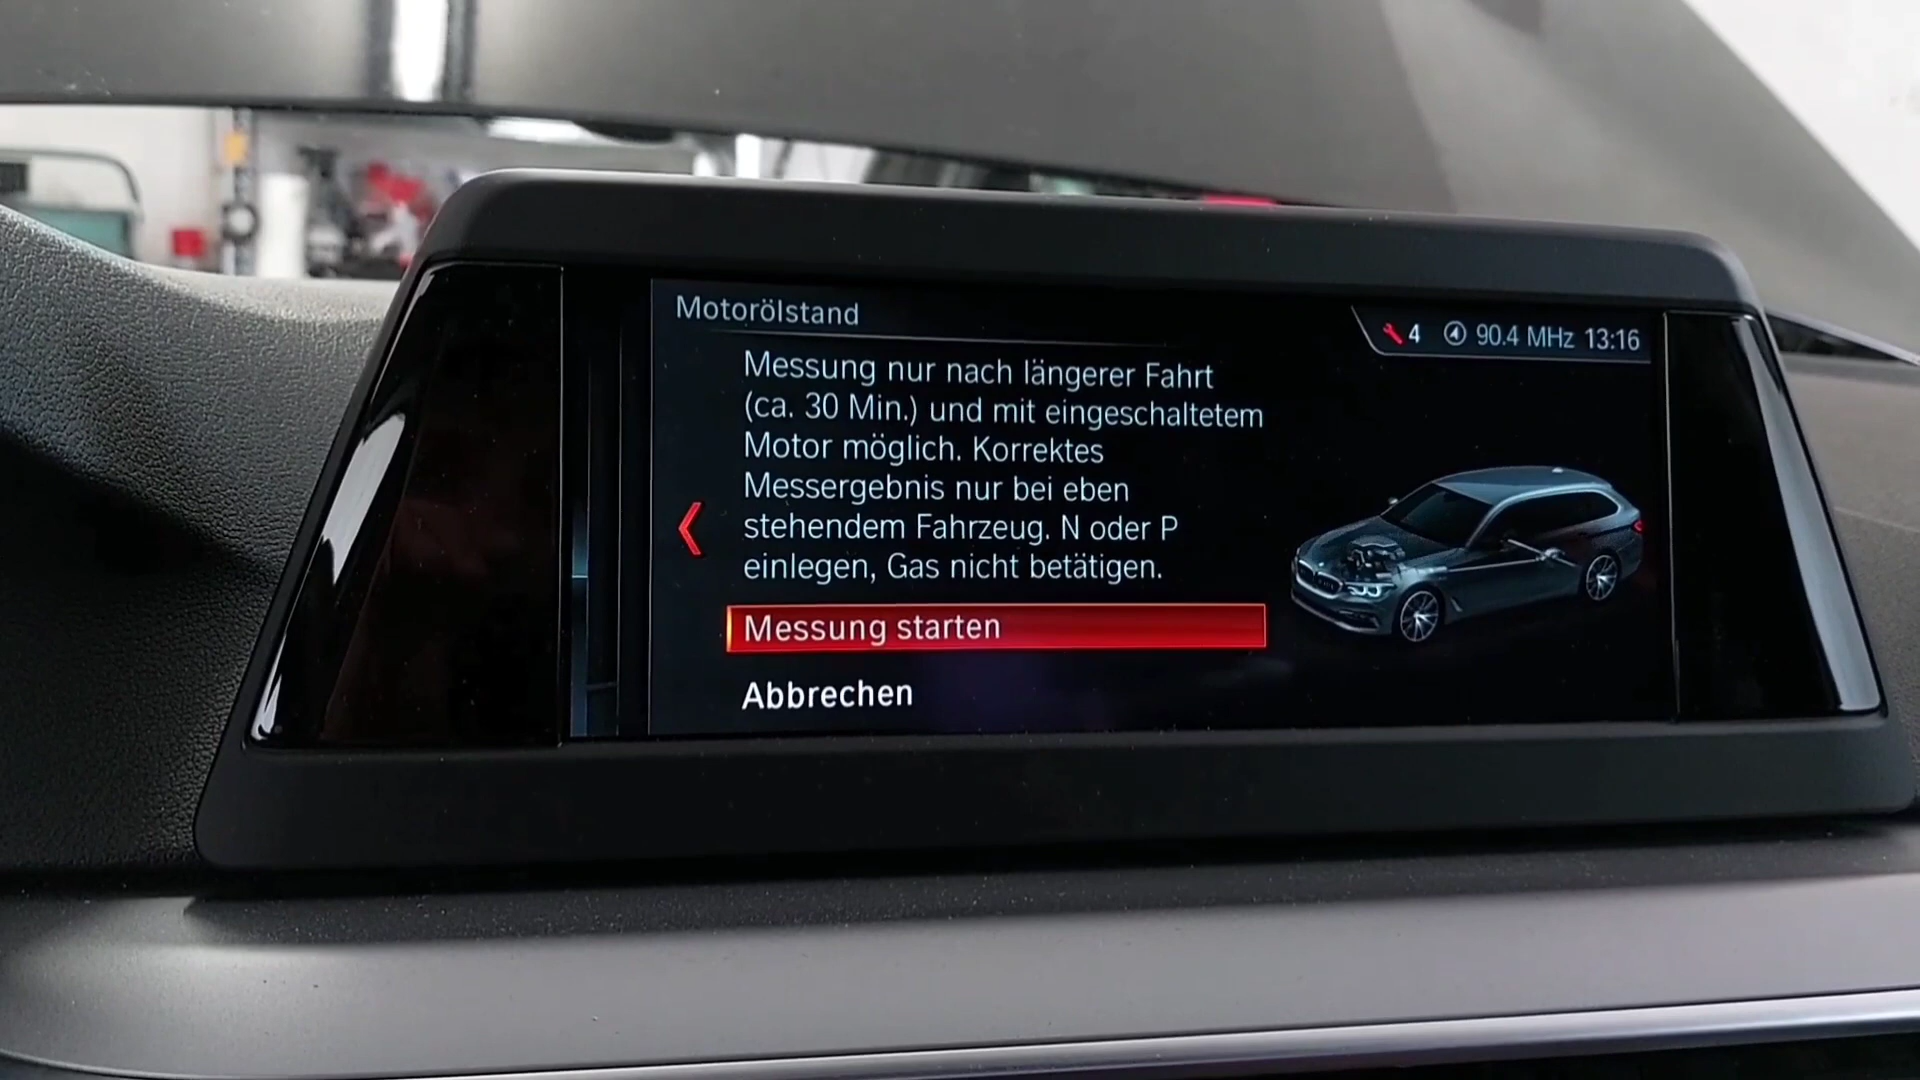 Motorölstand
4 90.4 MHz 13:16
Messung nur nach längerer Fahrt
(ca. 30 Min.) und mit eingeschaltetem
Motor möglich. Korrektes
Messergebnis nur bei eben
stehendem Fahrzeug. N oder P
einlegen, Gas nicht betätigen.
Messung starten
Abbrechen